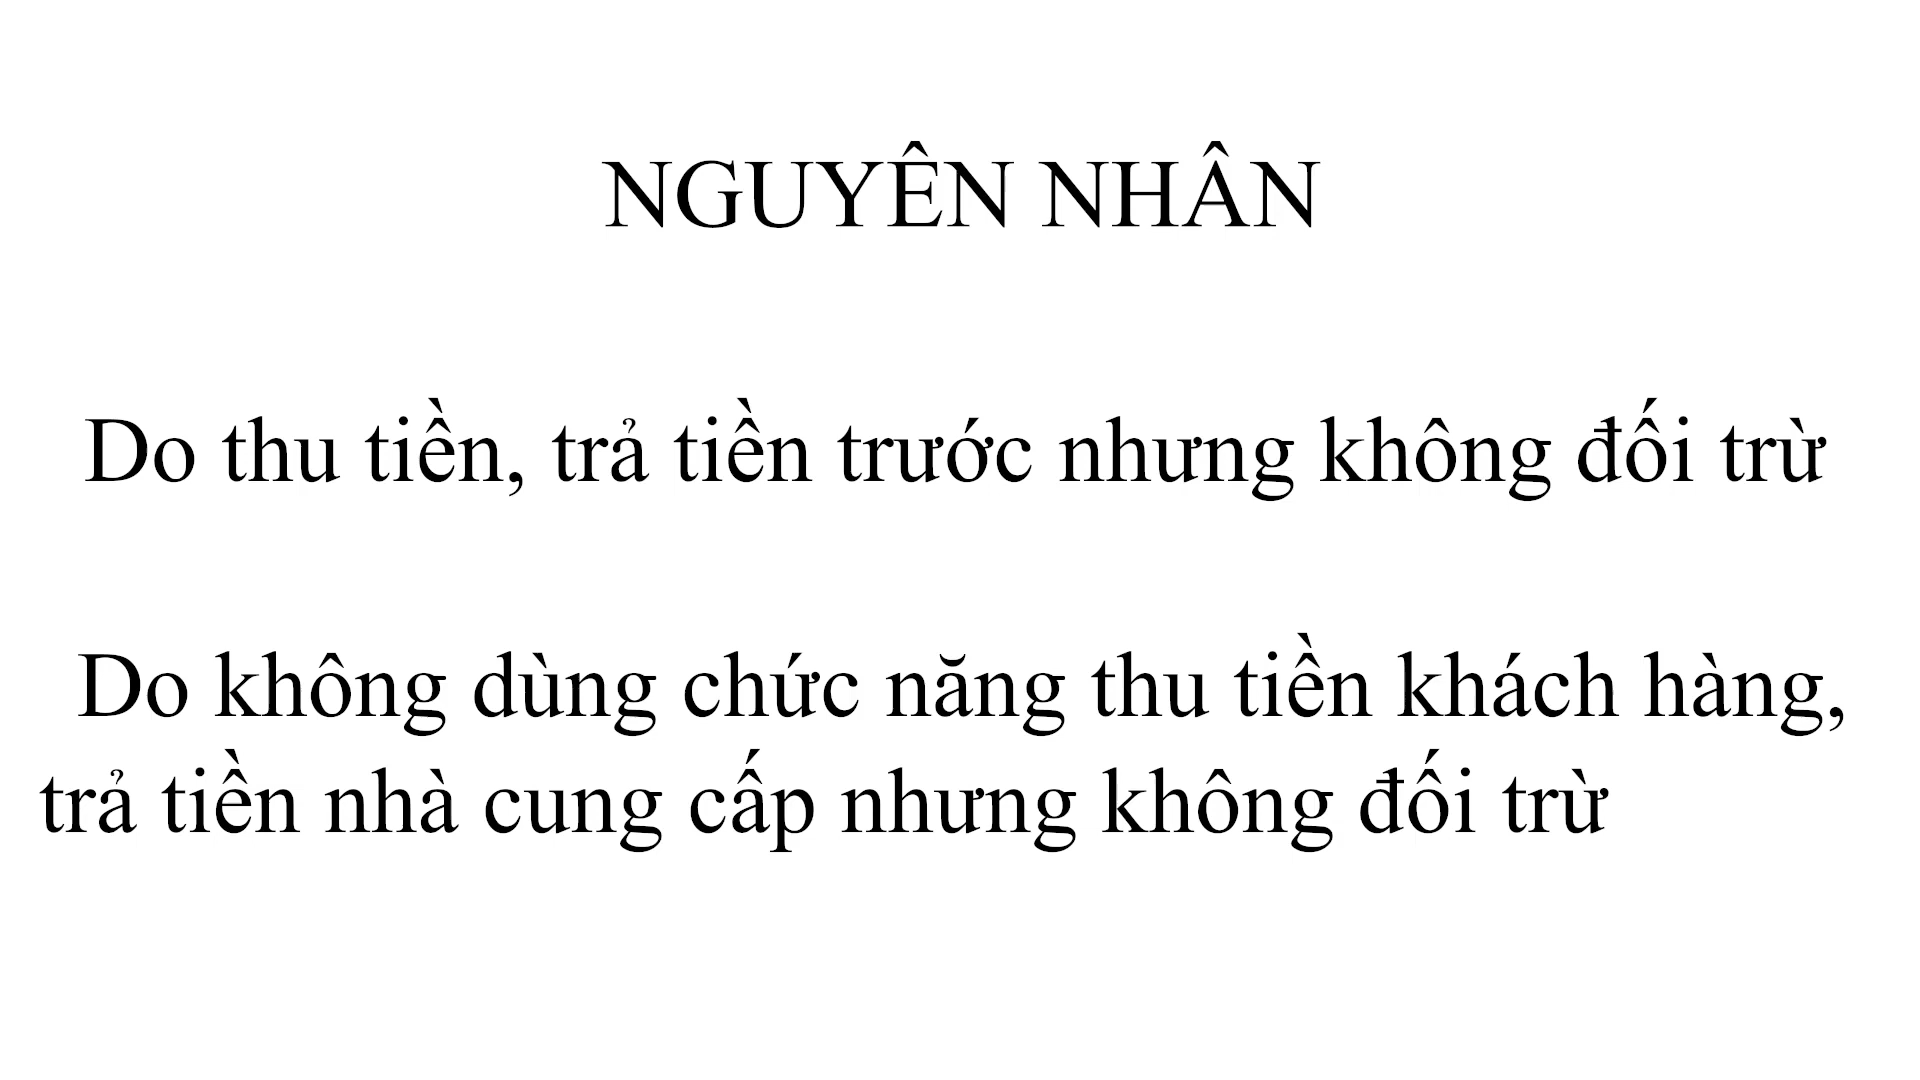 NGUYÊN NHÂN
Do thu tiền, trả tiền trước nhưng không đối trừ
Do không dùng chức năng thu tiền khách hàng,
trả tiền nhà cung cấp nhưng không đối trừ